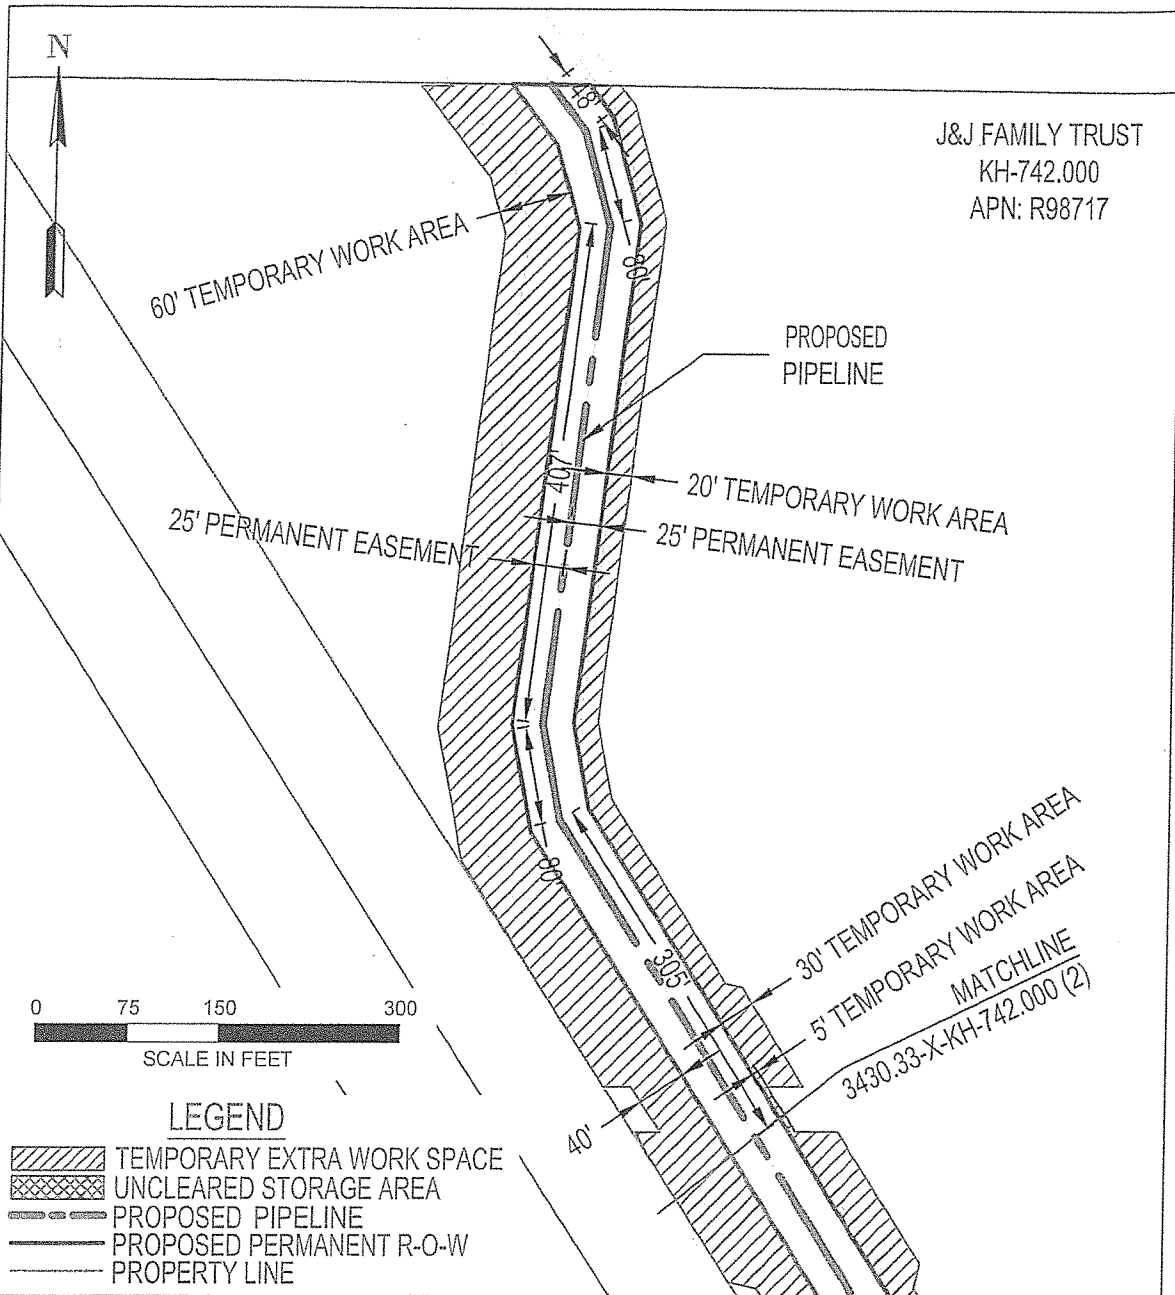 N
48'
J&J FAMILY TRUST
KH-742.000
APN: R98717
60' TEMPORARY WORK AREA
80'
PROPOSED
PIPELINE
407'
20' TEMPORARY WORK AREA
25' PERMANENT EASEMENT
25' PERMANENT EASEMENT
80'
30' TEMPORARY WORK AREA
5' TEMPORARY WORK AREA
305'
MATCHLINE
3430.33-X-KH-742.000 (2)
40'
0 75 150 300
SCALE IN FEET
LEGEND
TEMPORARY EXTRA WORK SPACE
UNCLEARED STORAGE AREA
PROPOSED PIPELINE
PROPOSED PERMANENT R-O-W
PROPERTY LINE